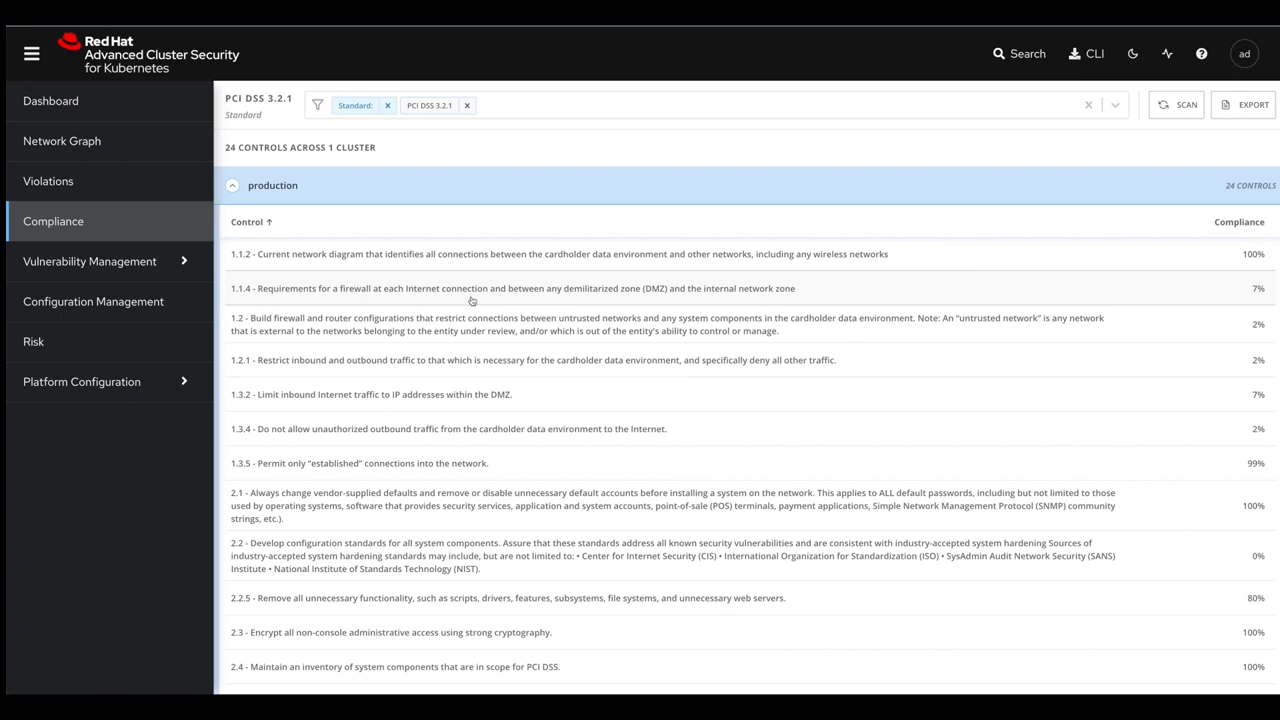 Red Hat
Advanced Cluster Security
for Kubernetes
Search
CLI
ad
Dashboard
Network Graph
Violations
Compliance
Vulnerability Management
Configuration Management
Risk
Platform Configuration
PCI DSS 3.2.1
Standard
Standard:
PCI DSS 3.2.1
SCAN
EXPORT
24 CONTROLS ACROSS 1 CLUSTER
production
24 CONTROLS
Control
Compliance
1.1.2 - Current network diagram that identifies all connections between the cardholder data environment and other networks, including any wireless networks
100%
1.1.4 - Requirements for a firewall at each Internet connection and between any demilitarized zone (DMZ) and the internal network zone
7%
1.2 - Build firewall and router configurations that restrict connections between untrusted networks and any system components in the cardholder data environment. Note: An “untrusted network” is any network
that is external to the networks belonging to the entity under review, and/or which is out of the entity's ability to control or manage.
2%
1.2.1 - Restrict inbound and outbound traffic to that which is necessary for the cardholder data environment, and specifically deny all other traffic.
2%
1.3.2 - Limit inbound Internet traffic to IP addresses within the DMZ.
7%
1.3.4 - Do not allow unauthorized outbound traffic from the cardholder data environment to the Internet.
2%
1.3.5 - Permit only “established” connections into the network.
99%
2.1 - Always change vendor-supplied defaults and remove or disable unnecessary default accounts before installing a system on the network. This applies to ALL default passwords, including but not limited to those
used by operating systems, software that provides security services, application and system accounts, point-of-sale (POS) terminals, payment applications, Simple Network Management Protocol (SNMP) community
strings, etc.).
100%
2.2 - Develop configuration standards for all system components. Assure that these standards address all known security vulnerabilities and are consistent with industry-accepted system hardening Sources of
industry-accepted system hardening standards may include, but are not limited to: • Center for Internet Security (CIS) • International Organization for Standardization (ISO) • SysAdmin Audit Network Security (SANS)
Institute • National Institute of Standards Technology (NIST).
0%
2.2.5 - Remove all unnecessary functionality, such as scripts, drivers, features, subsystems, file systems, and unnecessary web servers.
80%
2.3 - Encrypt all non-console administrative access using strong cryptography.
100%
2.4 - Maintain an inventory of system components that are in scope for PCI DSS.
100%